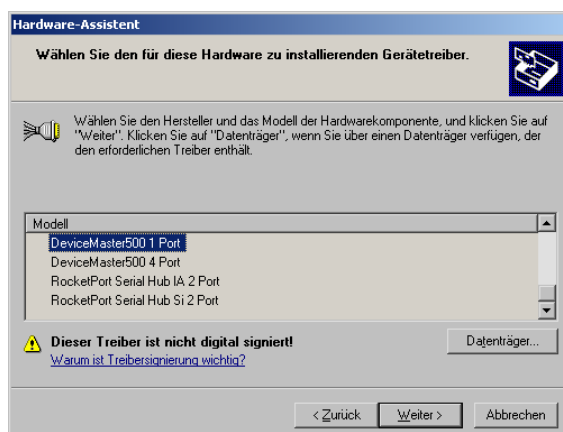 Hardware-Assistent
Wählen Sie den für diese Hardware zu installierenden Gerätetreiber.
Wählen Sie den Hersteller und das Modell der Hardwarekomponente, und klicken Sie auf
"Weiter". Klicken Sie auf "Datenträger", wenn Sie über einen Datenträger verfügen, der
den erforderlichen Treiber enthält.
Modell
DeviceMaster500 1 Port
DeviceMaster500 4 Port
RocketPort Serial Hub IA 2 Port
RocketPort Serial Hub Si 2 Port
Dieser Treiber ist nicht digital signiert!
Warum ist Treibersignierung wichtig?
Datenträger...
< Zurück
Weiter >
Abbrechen